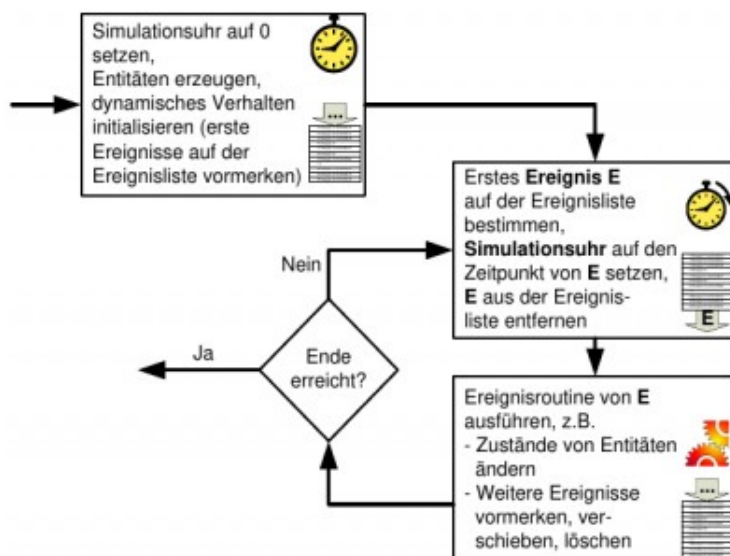 Simulationsuhr auf 0
setzen,
Entitäten erzeugen,
dynamisches Verhalten
initialisieren (erste
Ereignisse auf der
Ereignisliste vormerken)
...
Erstes Ereignis E
auf der Ereignisliste
bestimmen,
Simulationsuhr auf den
Zeitpunkt von E setzen,
E aus der Ereignis-
liste entfernen
E
Ereignisroutine von E
ausführen, z.B.
- Zustände von Entitäten
ändern
- Weitere Ereignisse
vormerken, ver-
schieben, löschen
...
Ende
erreicht?
Nein
Ja